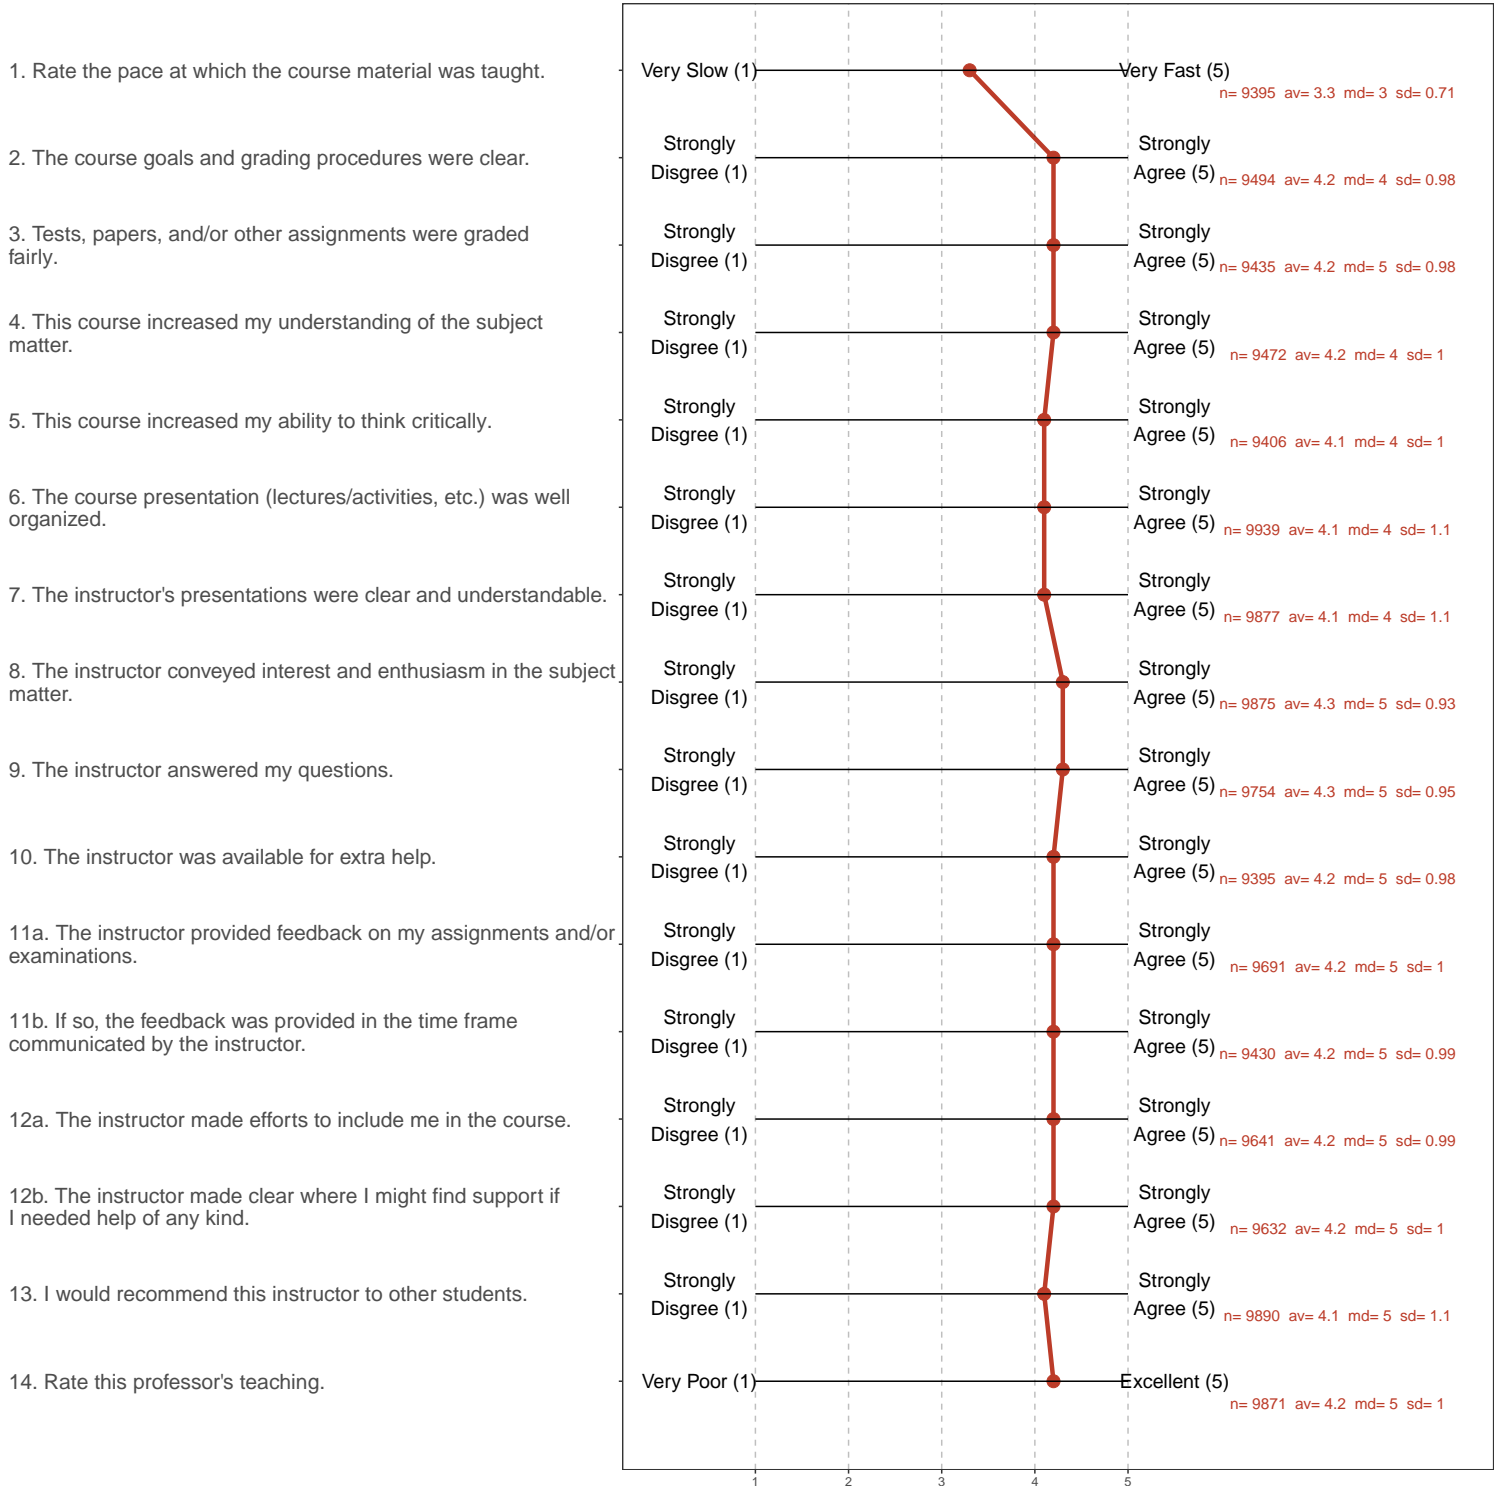 1. Rate the pace at which the course material was taught.
Very Slow (1)
Very Fast (5)
n= 9395 av= 3.3 md= 3 sd= 0.71
2. The course goals and grading procedures were clear.
Strongly
Disgree (1)
Strongly
Agree (5)
n= 9494 av= 4.2 md= 4 sd= 0.98
3. Tests, papers, and/or other assignments were graded
fairly.
Strongly
Disgree (1)
Strongly
Agree (5)
n= 9435 av= 4.2 md= 5 sd= 0.98
4. This course increased my understanding of the subject
matter.
Strongly
Disgree (1)
Strongly
Agree (5)
n= 9472 av= 4.2 md= 4 sd= 1
5. This course increased my ability to think critically.
Strongly
Disgree (1)
Strongly
Agree (5)
n= 9406 av= 4.1 md= 4 sd= 1
6. The course presentation (lectures/activities, etc.) was well
organized.
Strongly
Disgree (1)
Strongly
Agree (5)
n= 9939 av= 4.1 md= 4 sd= 1.1
7. The instructor's presentations were clear and understandable.
Strongly
Disgree (1)
Strongly
Agree (5)
n= 9877 av= 4.1 md= 4 sd= 1.1
8. The instructor conveyed interest and enthusiasm in the subject
matter.
Strongly
Disgree (1)
Strongly
Agree (5)
n= 9875 av= 4.3 md= 5 sd= 0.93
9. The instructor answered my questions.
Strongly
Disgree (1)
Strongly
Agree (5)
n= 9754 av= 4.3 md= 5 sd= 0.95
10. The instructor was available for extra help.
Strongly
Disgree (1)
Strongly
Agree (5)
n= 9395 av= 4.2 md= 5 sd= 0.98
11a. The instructor provided feedback on my assignments and/or
examinations.
Strongly
Disgree (1)
Strongly
Agree (5)
n= 9691 av= 4.2 md= 5 sd= 1
11b. If so, the feedback was provided in the time frame
communicated by the instructor.
Strongly
Disgree (1)
Strongly
Agree (5)
n= 9430 av= 4.2 md= 5 sd= 0.99
12a. The instructor made efforts to include me in the course.
Strongly
Disgree (1)
Strongly
Agree (5)
n= 9641 av= 4.2 md= 5 sd= 0.99
12b. The instructor made clear where I might find support if
I needed help of any kind.
Strongly
Disgree (1)
Strongly
Agree (5)
n= 9632 av= 4.2 md= 5 sd= 1
13. I would recommend this instructor to other students.
Strongly
Disgree (1)
Strongly
Agree (5)
n= 9890 av= 4.1 md= 5 sd= 1.1
14. Rate this professor's teaching.
Very Poor (1)
Excellent (5)
n= 9871 av= 4.2 md= 5 sd= 1
1 2 3 4 5